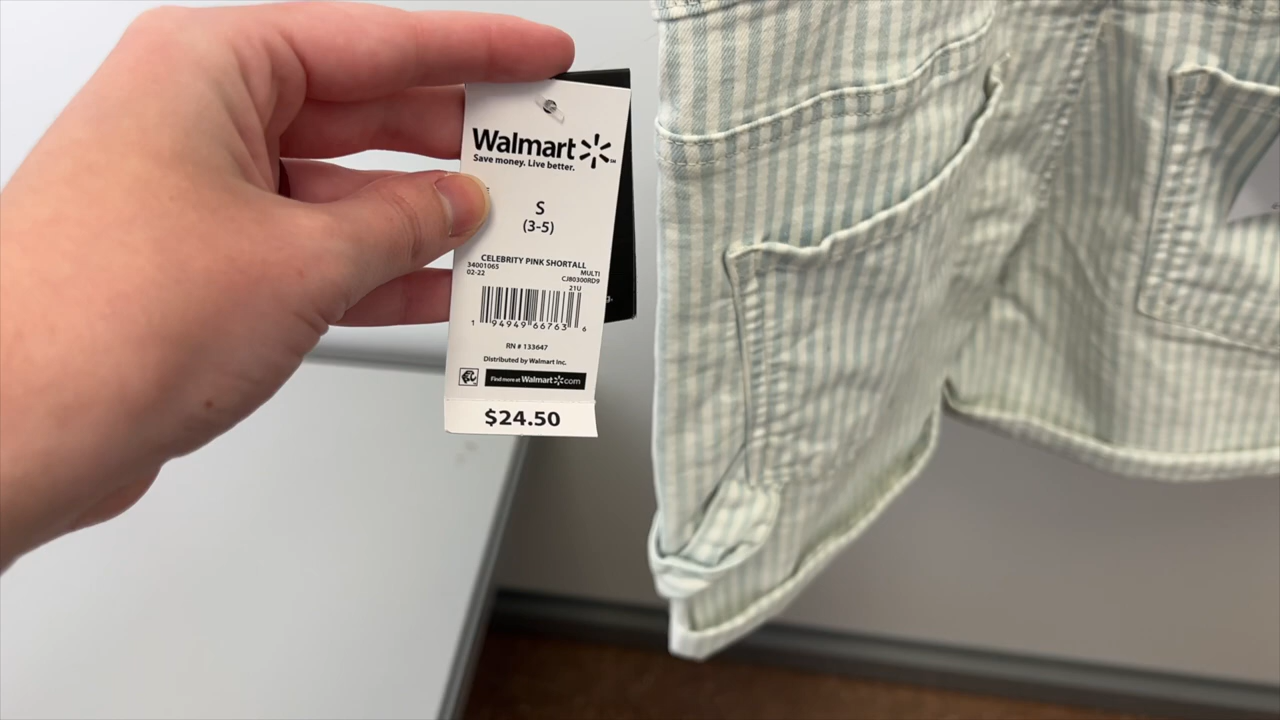 Walmart
Save money. Live better.
S
(3-5)
CELEBRITY PINK SHORTALL
34001065 MULTI
02-22 CJ80300RD9
21U
1 94949 66763 6
RN # 133647
Distributed by Walmart Inc.
Find more at Walmart.com
$24.50
g.